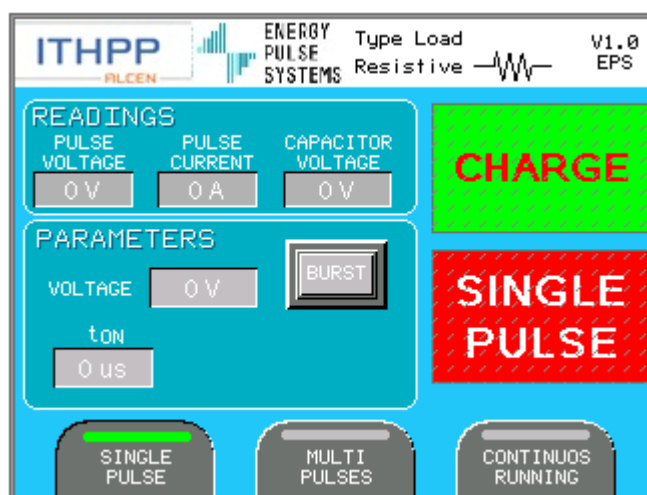 ITHPP
ALCEN
ENERGY
PULSE
SYSTEMS
Type Load
Resistive
V1.0
EPS
READINGS
PULSE
VOLTAGE
0 V
PULSE
CURRENT
0 A
CAPACITOR
VOLTAGE
0 V
CHARGE
PARAMETERS
VOLTAGE 0 V
BURST
tON
0 us
SINGLE
PULSE
SINGLE
PULSE
MULTI
PULSES
CONTINUOS
RUNNING